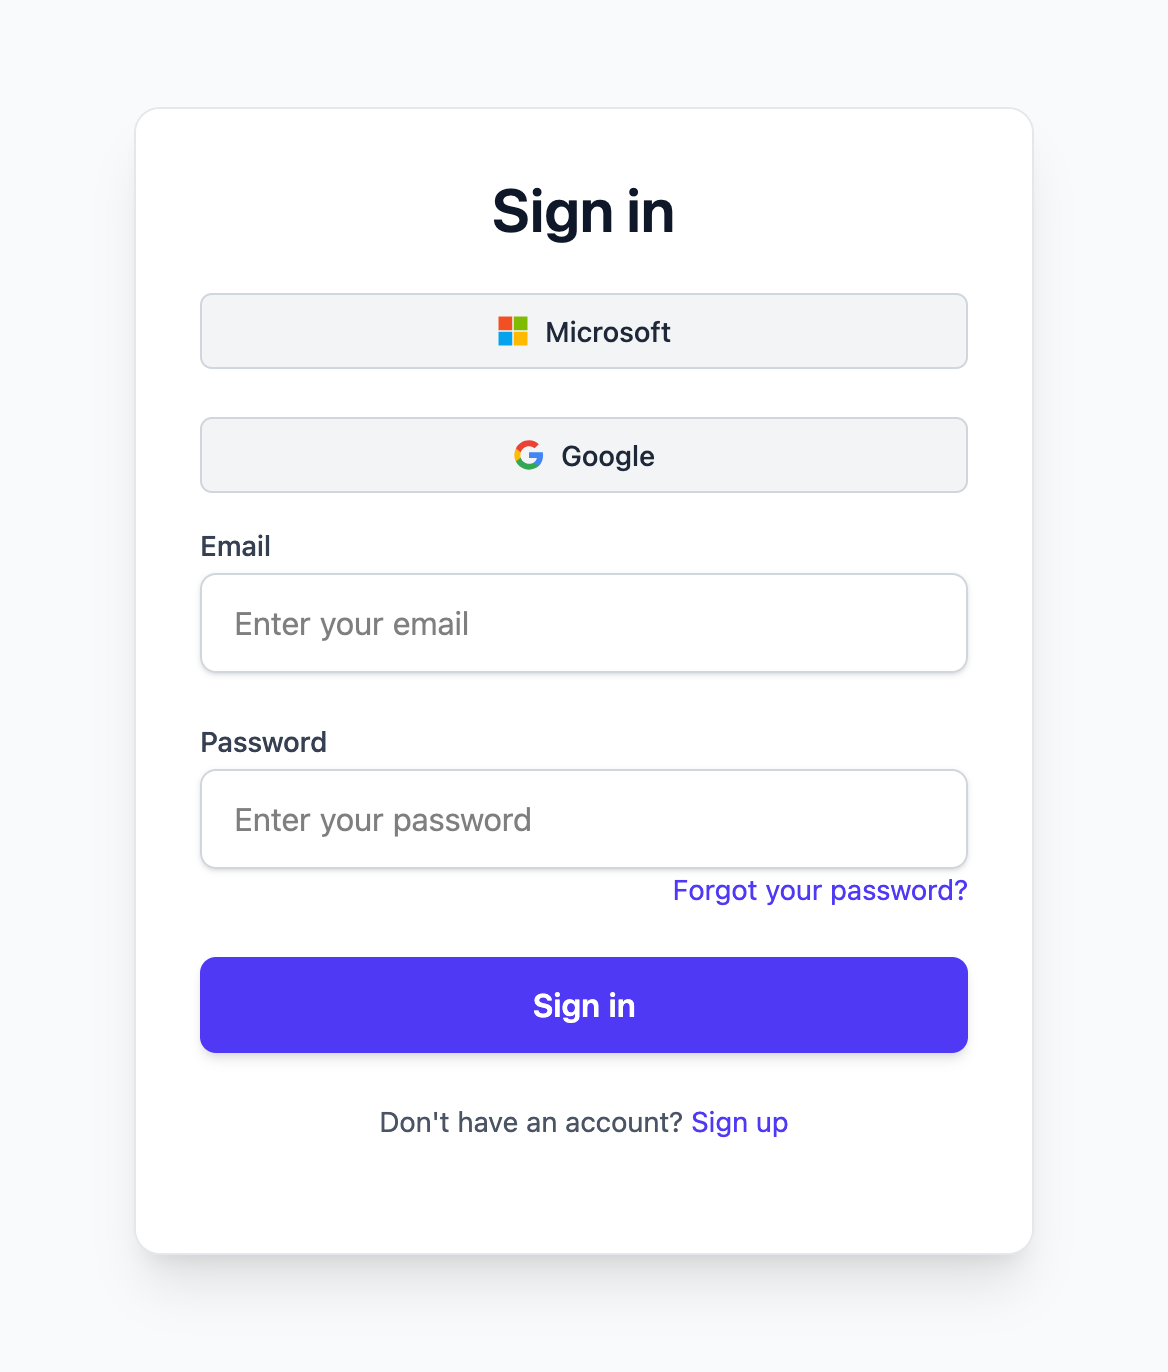 Sign in
Microsoft
Google
Email
Enter your email
Password
Enter your password
Forgot your password?
Sign in
Don't have an account? Sign up